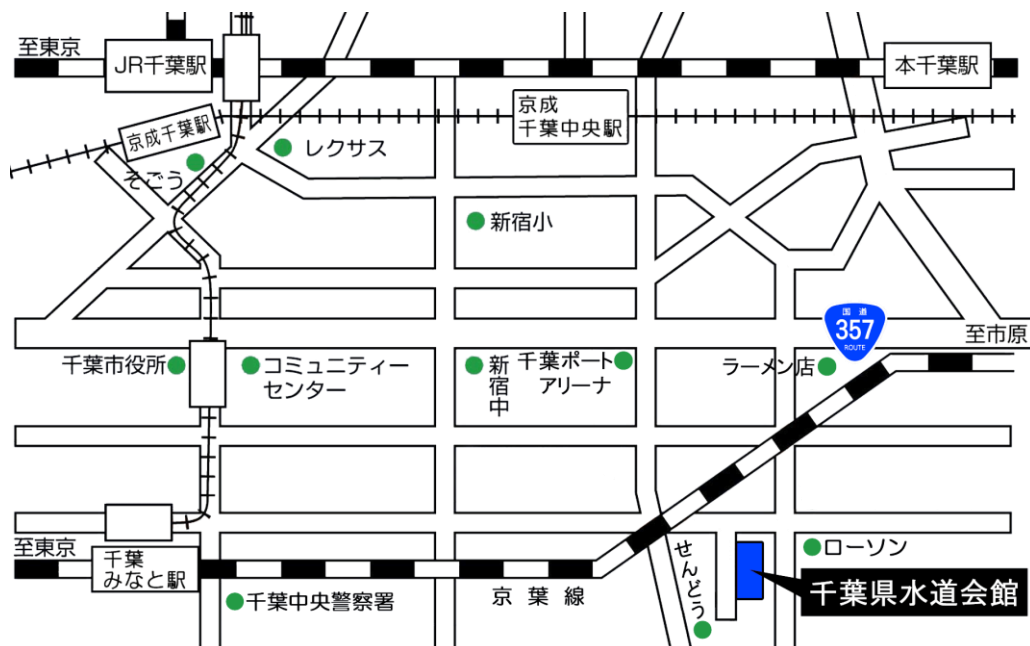 至東京
JR千葉駅
本千葉駅
京成千葉駅
京成
千葉中央駅
レクサス
そごう
新宿小
国道
357
ROUTE
至市原
千葉市役所
コミュニティー
センター
新宿中
千葉ポート
アリーナ
ラーメン店
至東京
千葉
みなと駅
千葉中央警察署
京葉線
せんどう
ローソン
千葉県水道会館